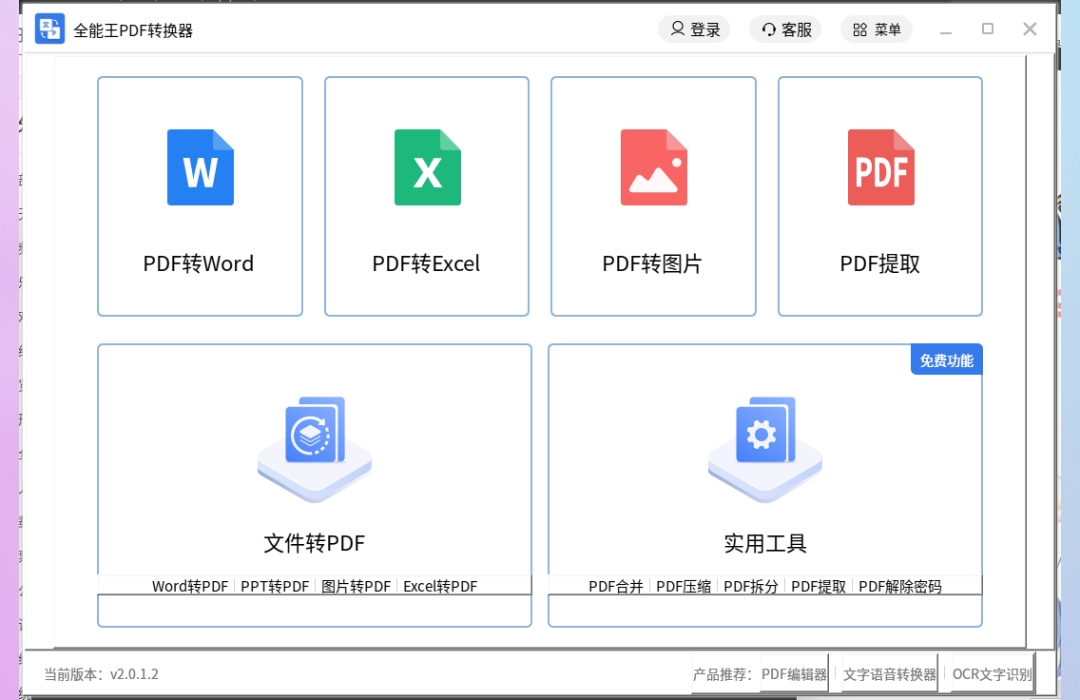 全能王PDF转换器 登录 客服 菜单
W X PDF
PDF转Word PDF转Excel PDF转图片 PDF提取
免费功能
文件转PDF 实用工具
Word转PDF PPT转PDF 图片转PDF Excel转PDF PDF合并 PDF压缩 PDF拆分 PDF提取 PDF解除密码
当前版本：v2.0.1.2 产品推荐： PDF编辑器 文字语音转换器 OCR文字识别